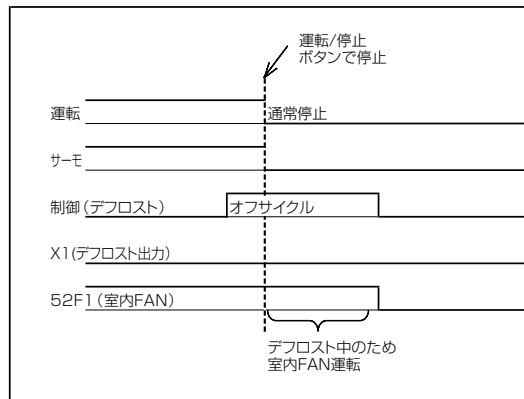 運転/停止
ボタンで停止
運転
通常停止
サーモ
制御(デフロスト)
オフサイクル
X1(デフロスト出力)
52F1(室内FAN)
デフロスト中のため
室内FAN運転